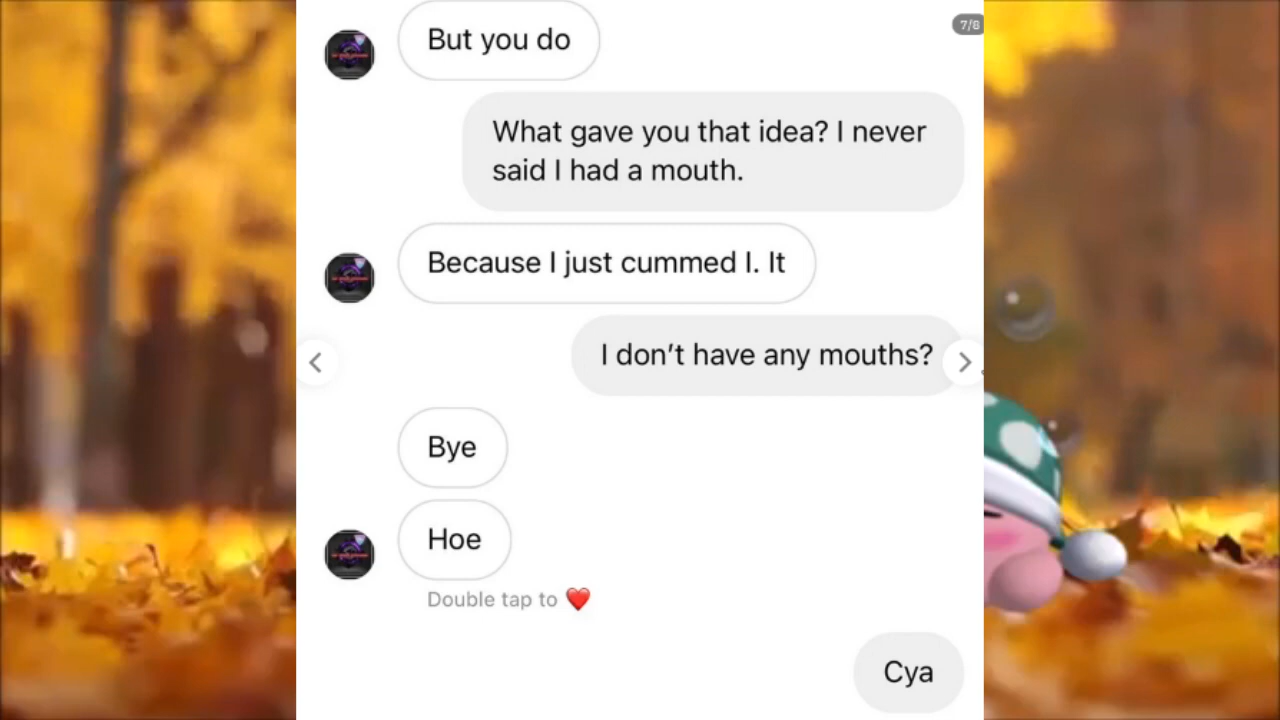 But you do
7/8
What gave you that idea? I never
said I had a mouth.
Because I just cummed I. It
I don’t have any mouths?
Bye
Hoe
Double tap to ❤️
Cya